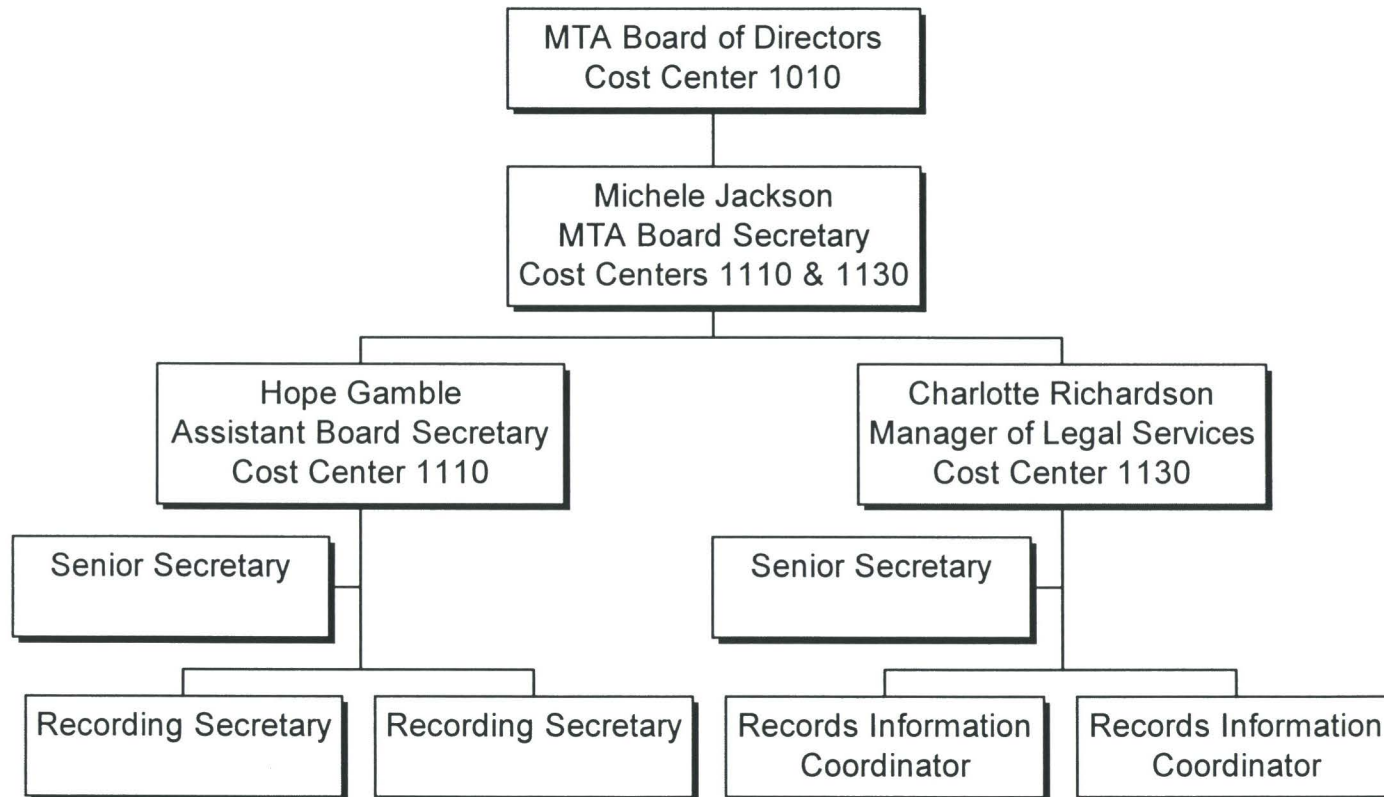 MTA Board of Directors
Cost Center 1010
Michele Jackson
MTA Board Secretary
Cost Centers 1110 & 1130
Hope Gamble
Assistant Board Secretary
Cost Center 1110
Charlotte Richardson
Manager of Legal Services
Cost Center 1130
Senior Secretary
Senior Secretary
Recording Secretary
Recording Secretary
Records Information
Coordinator
Records Information
Coordinator